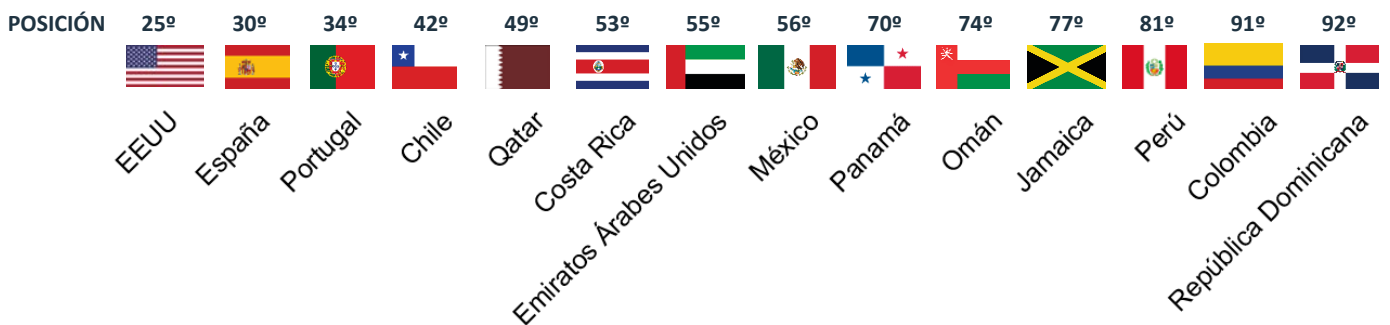 POSICIÓN 25º 30º 34º 42º 49º 53º 55º 56º 70º 74º 77º 81º 91º 92º
EEUU
España
Portugal
Chile
Qatar
Costa Rica
Emiratos Árabes Unidos
México
Panamá
Omán
Jamaica
Perú
Colombia
República Dominicana